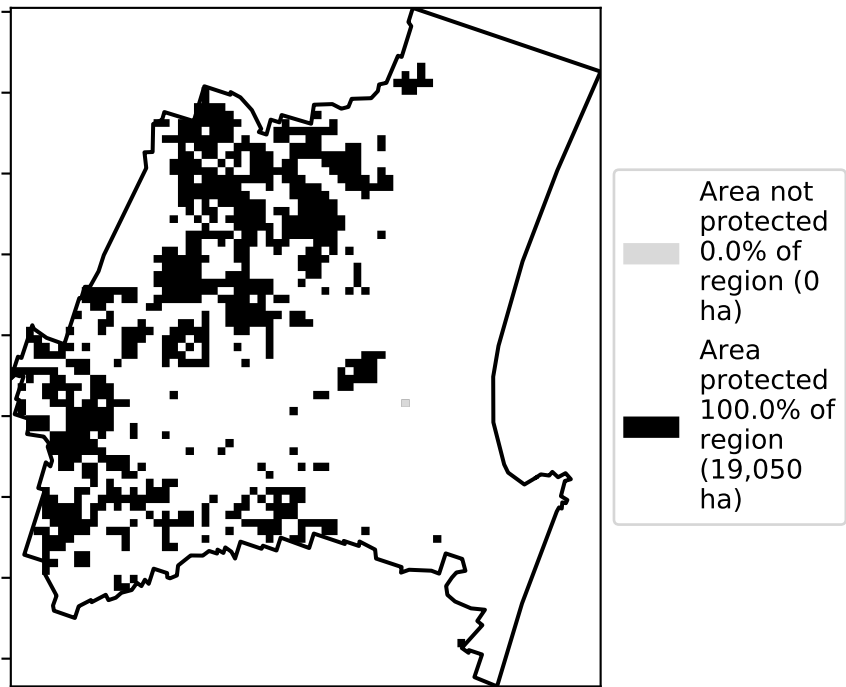 Area not
protected
0.0% of
region (0
ha)
Area
protected
100.0% of
region
(19,050
ha)